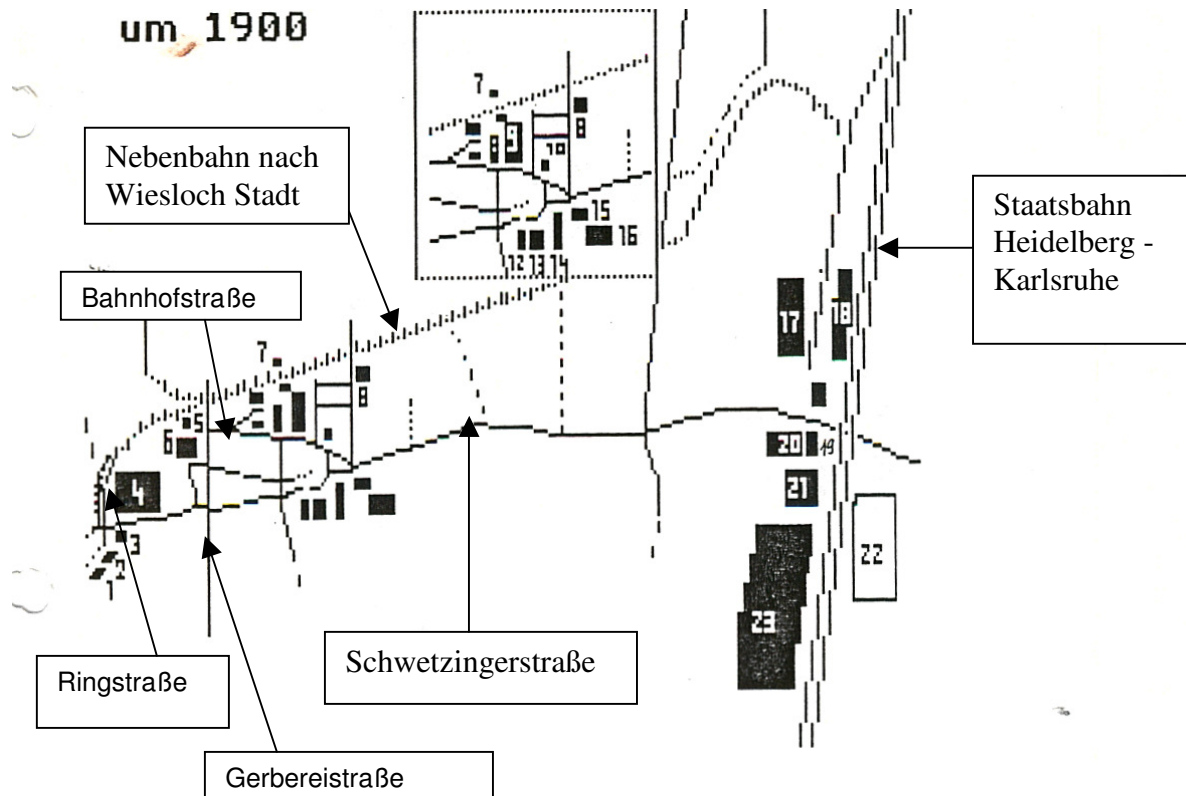 um 1900
7
8
9
8
10
15
16
12 13 14
Nebenbahn nach
Wiesloch Stadt
Staatsbahn
Heidelberg -
Karlsruhe
Bahnhofstraße
17
18
7
8
5
6
20
19
4
21
3
2
1
22
23
Schwetzingerstraße
Ringstraße
Gerbereistraße